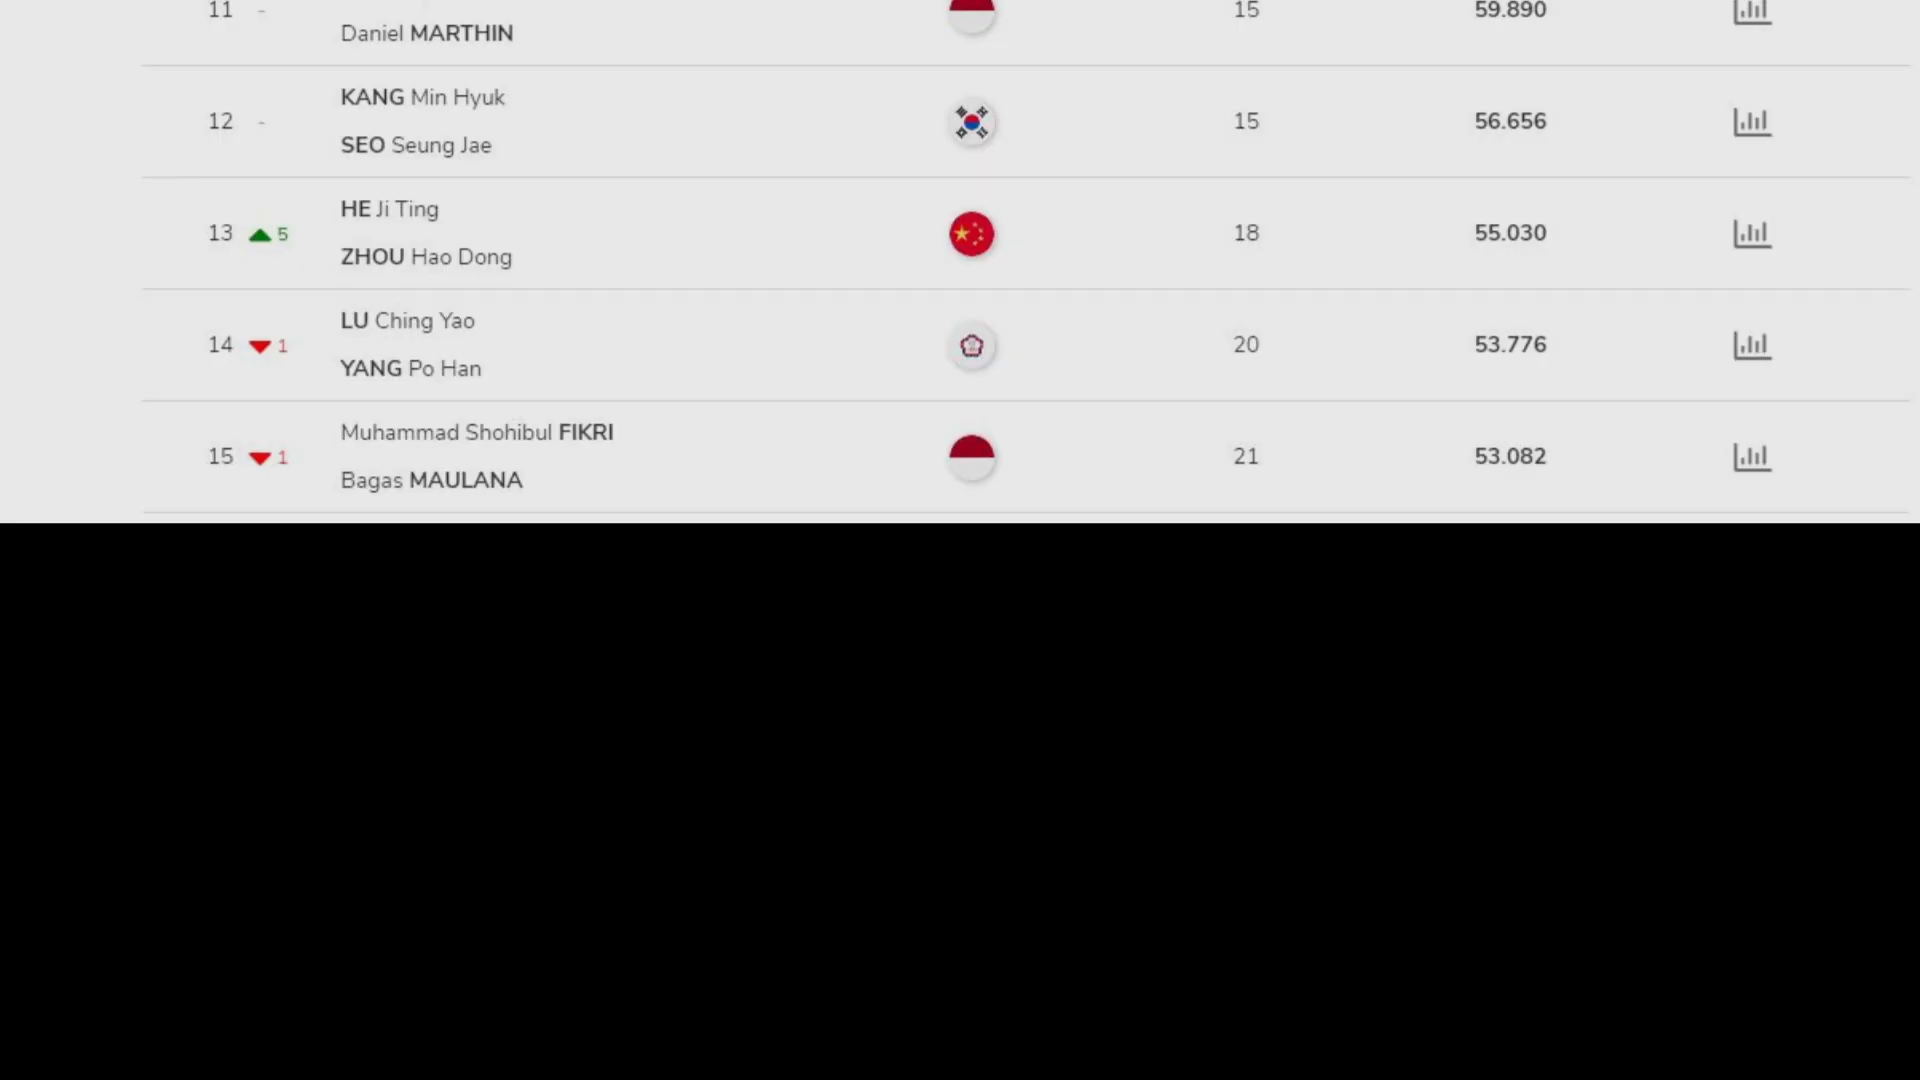 11 - 15 59.890
Daniel MARTHIN
KANG Min Hyuk
12 - 15 56.656
SEO Seung Jae
HE Ji Ting
13 5 18 55.030
ZHOU Hao Dong
LU Ching Yao
14 1 20 53.776
YANG Po Han
Muhammad Shohibul FIKRI
15 1 21 53.082
Bagas MAULANA